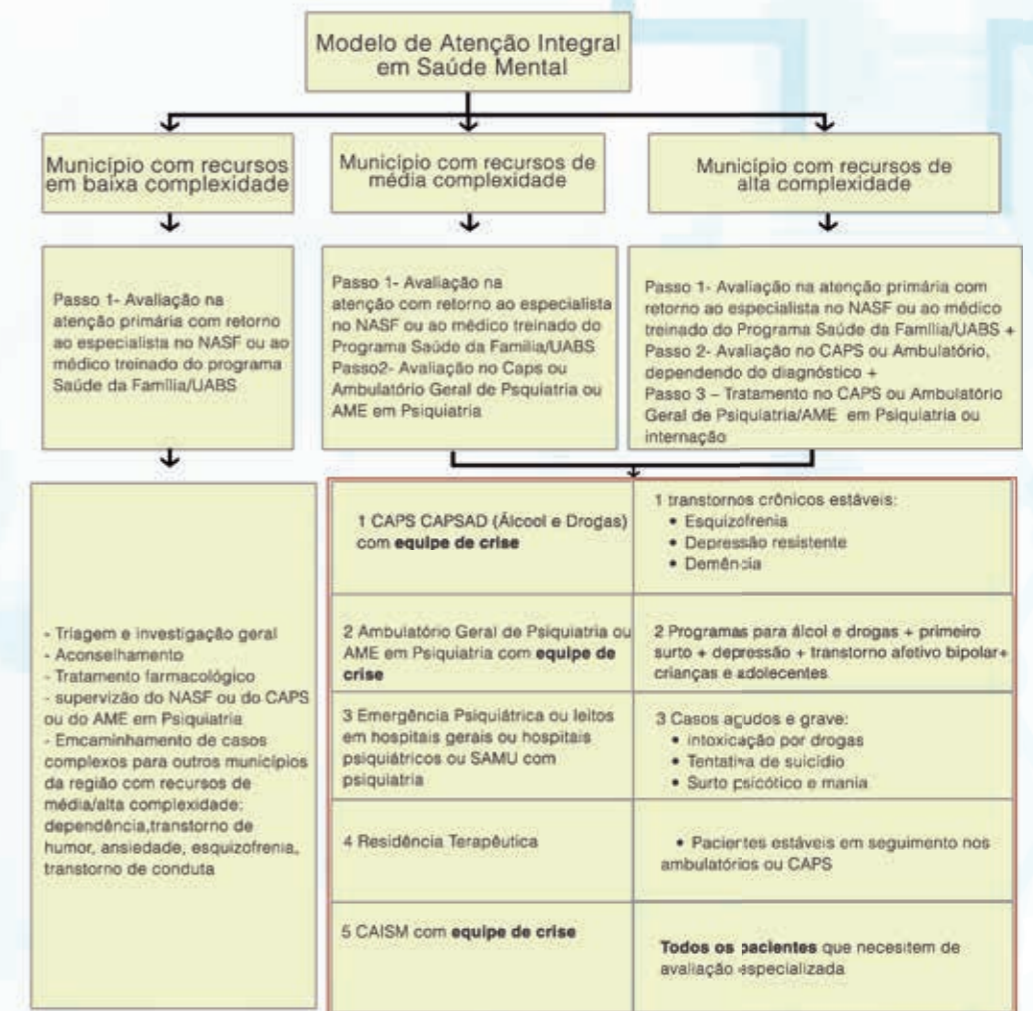 Modelo de Atenção Integral
em Saúde Mental
Município com recursos
em baixa complexidade
Município com recursos de
média complexidade
Município com recursos de
alta complexidade
Passo 1- Avaliação na
atenção primária com retorno
ao especialista no NASF ou ao
médico treinado do programa
Saúde da Família/UABS
Passo 1- Avaliação na
atenção com retorno ao especialista
no NASF ou ao médico treinado do
Programa Saúde da Família/UABS
Passo2- Avaliação no Caps ou
Ambulatório Geral de Psquiatria ou
AME em Psiquiatria
Passo 1- Avaliação na atenção primária com
retorno ao especialista no NASF ou ao médico
treinado do Programa Saúde da Família/UABS +
Passo 2- Avaliação no CAPS ou Ambulatório,
dependendo do diagnóstico +
Passo 3 – Tratamento no CAPS ou Ambulatório
Geral de Psiquiatria/AME em Psiquiatria ou
internação
- Triagem e investigação geral
- Aconselhamento
- Tratamento farmacológico
- supervizão do NASF ou do CAPS
ou do AME em Psiquiatria
- Emcaminhamento de casos
complexos para outros municípios
da região com recursos de
média/alta complexidade:
dependência,transtorno de
humor, ansiedade, esquizofrenia,
transtorno de conduta
1 CAPS CAPSAD (Álcool e Drogas)
com equipe de crise
1 transtornos crônicos estáveis:
• Esquizofrenia
• Depressão resistente
• Demência
2 Ambulatório Geral de Psiquiatria ou
AME em Psiquiatria com equipe de
crise
2 Programas para álcol e drogas + primeiro
surto + depressão + transtorno afetivo bipolar+
crianças e adolecentes
3 Emergência Psiquiátrica ou leitos
em hospitais gerais ou hospitais
psiquiátricos ou SAMU com
psiquiatria
3 Casos agudos e grave:
• intoxicação por drogas
• Tentativa de suicídio
• Surto psicótico e mania
4 Residência Terapêutica
• Pacientes estáveis em seguimento nos
ambulatórios ou CAPS
5 CAISM com equipe de crise
Todos os pacientes que necesitem de
avaliação especializada